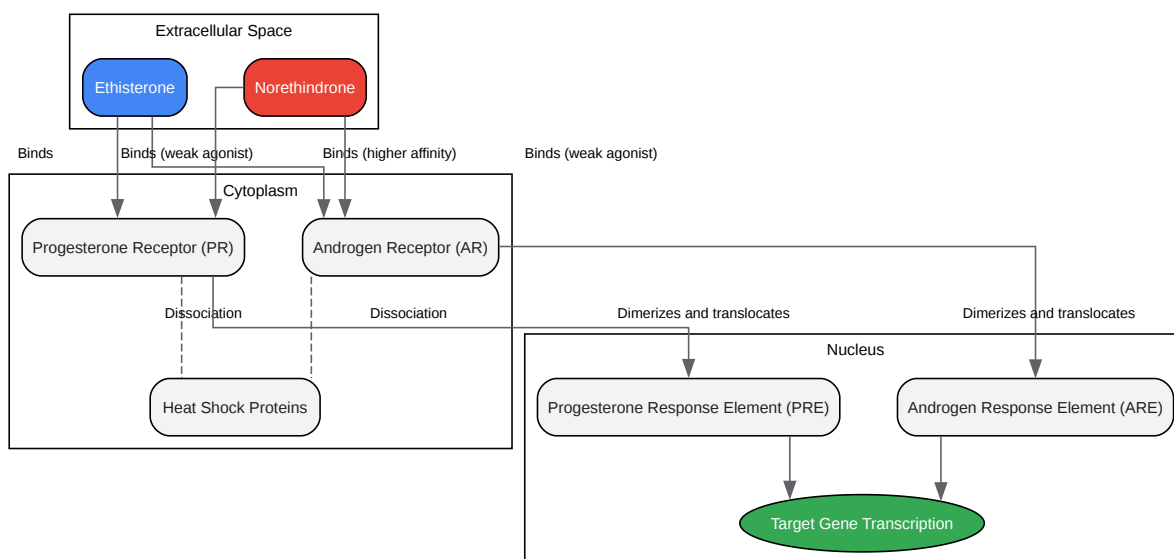 Extracellular Space
Ethisterone
Norethindrone
Binds
Binds (weak agonist)
Binds (higher affinity)
Binds (weak agonist)
Cytoplasm
Progesterone Receptor (PR)
Androgen Receptor (AR)
Dissociation
Dissociation
Dimerizes and translocates
Dimerizes and translocates
Nucleus
Heat Shock Proteins
Progesterone Response Element (PRE)
Androgen Response Element (ARE)
Target Gene Transcription